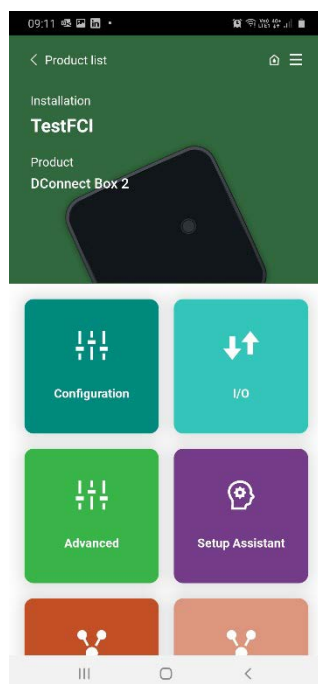 09:11
Product list
Installation
TestFCI
Product
DConnect Box 2
Configuration
I/O
Advanced
Setup Assistant